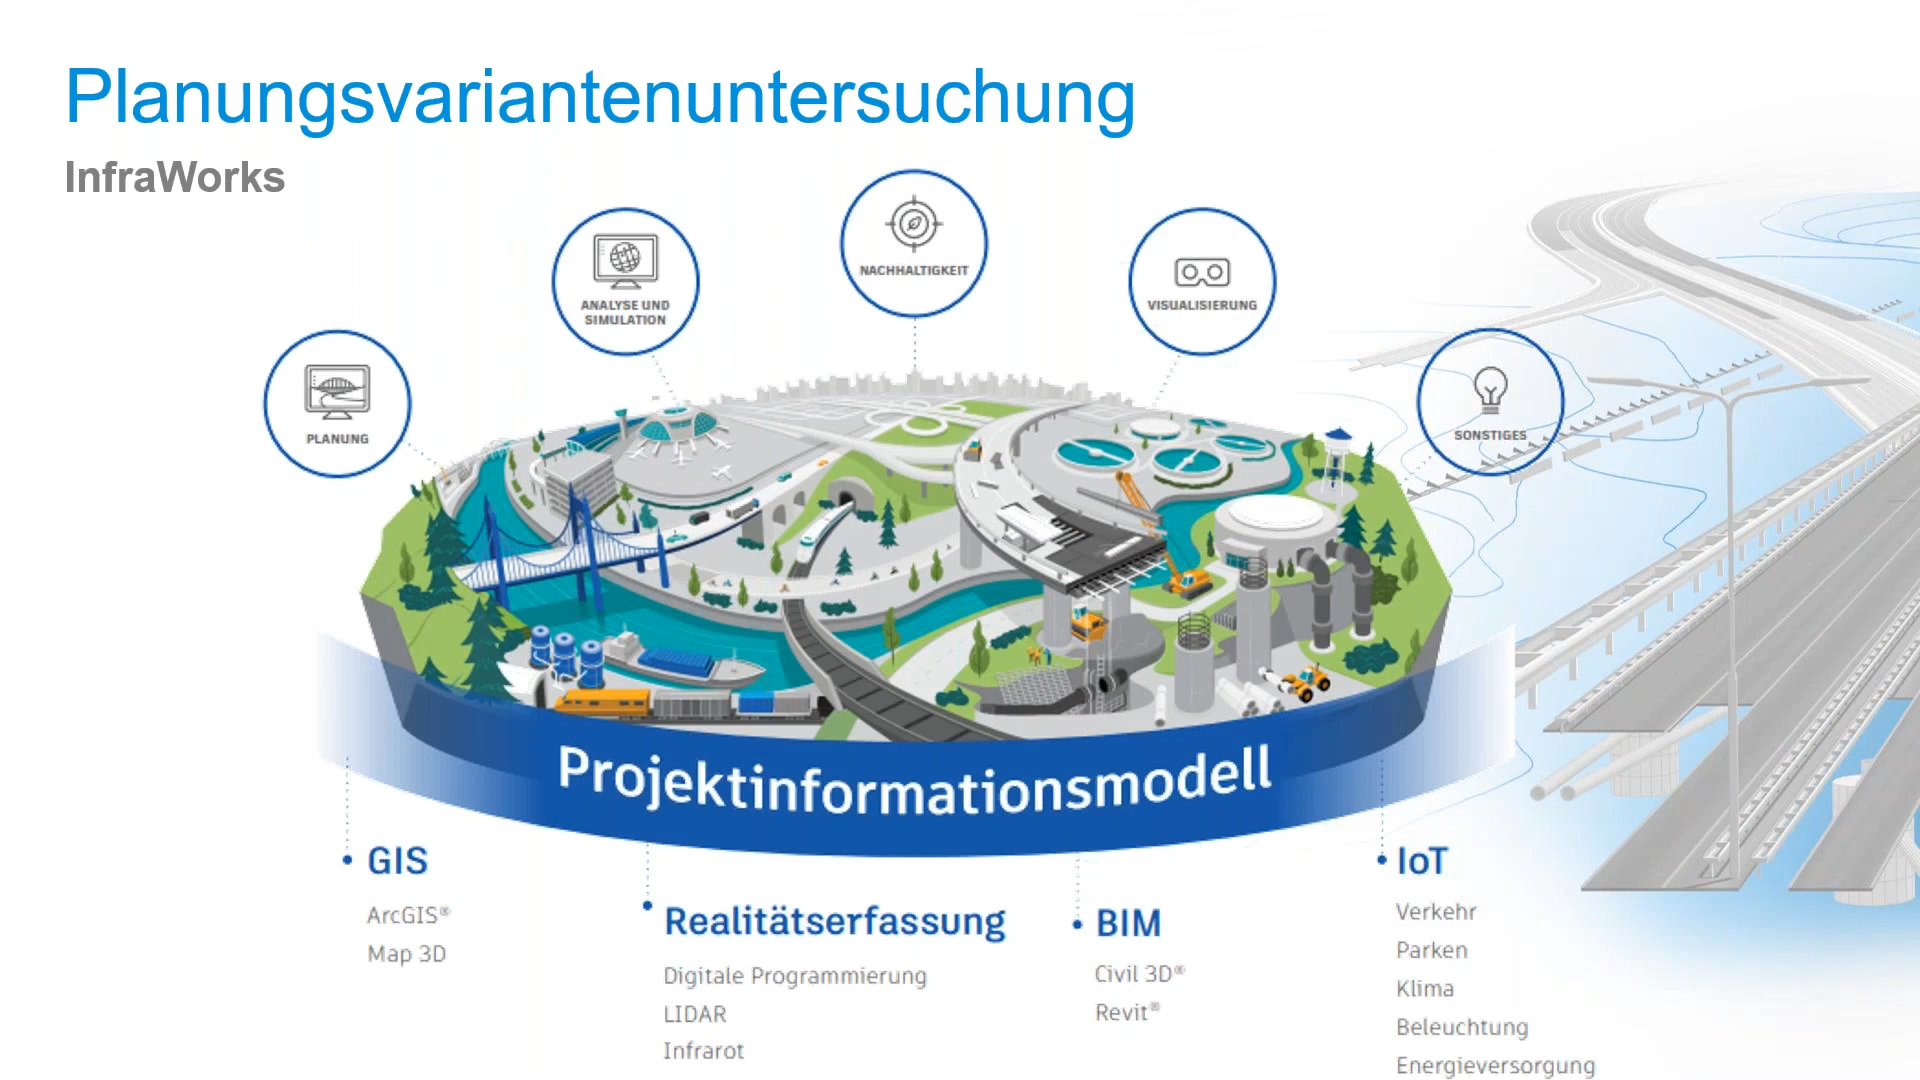 Planungsvariantenuntersuchung
InfraWorks
PLANUNG
ANALYSE UND
SIMULATION
NACHHALTIGKEIT
VISUALISIERUNG
SONSTIGES
Projektinformationsmodell
GIS
ArcGIS®
Map 3D
Realitätserfassung
Digitale Programmierung
LIDAR
Infrarot
BIM
Civil 3D®
Revit®
IoT
Verkehr
Parken
Klima
Beleuchtung
Energieversorgung